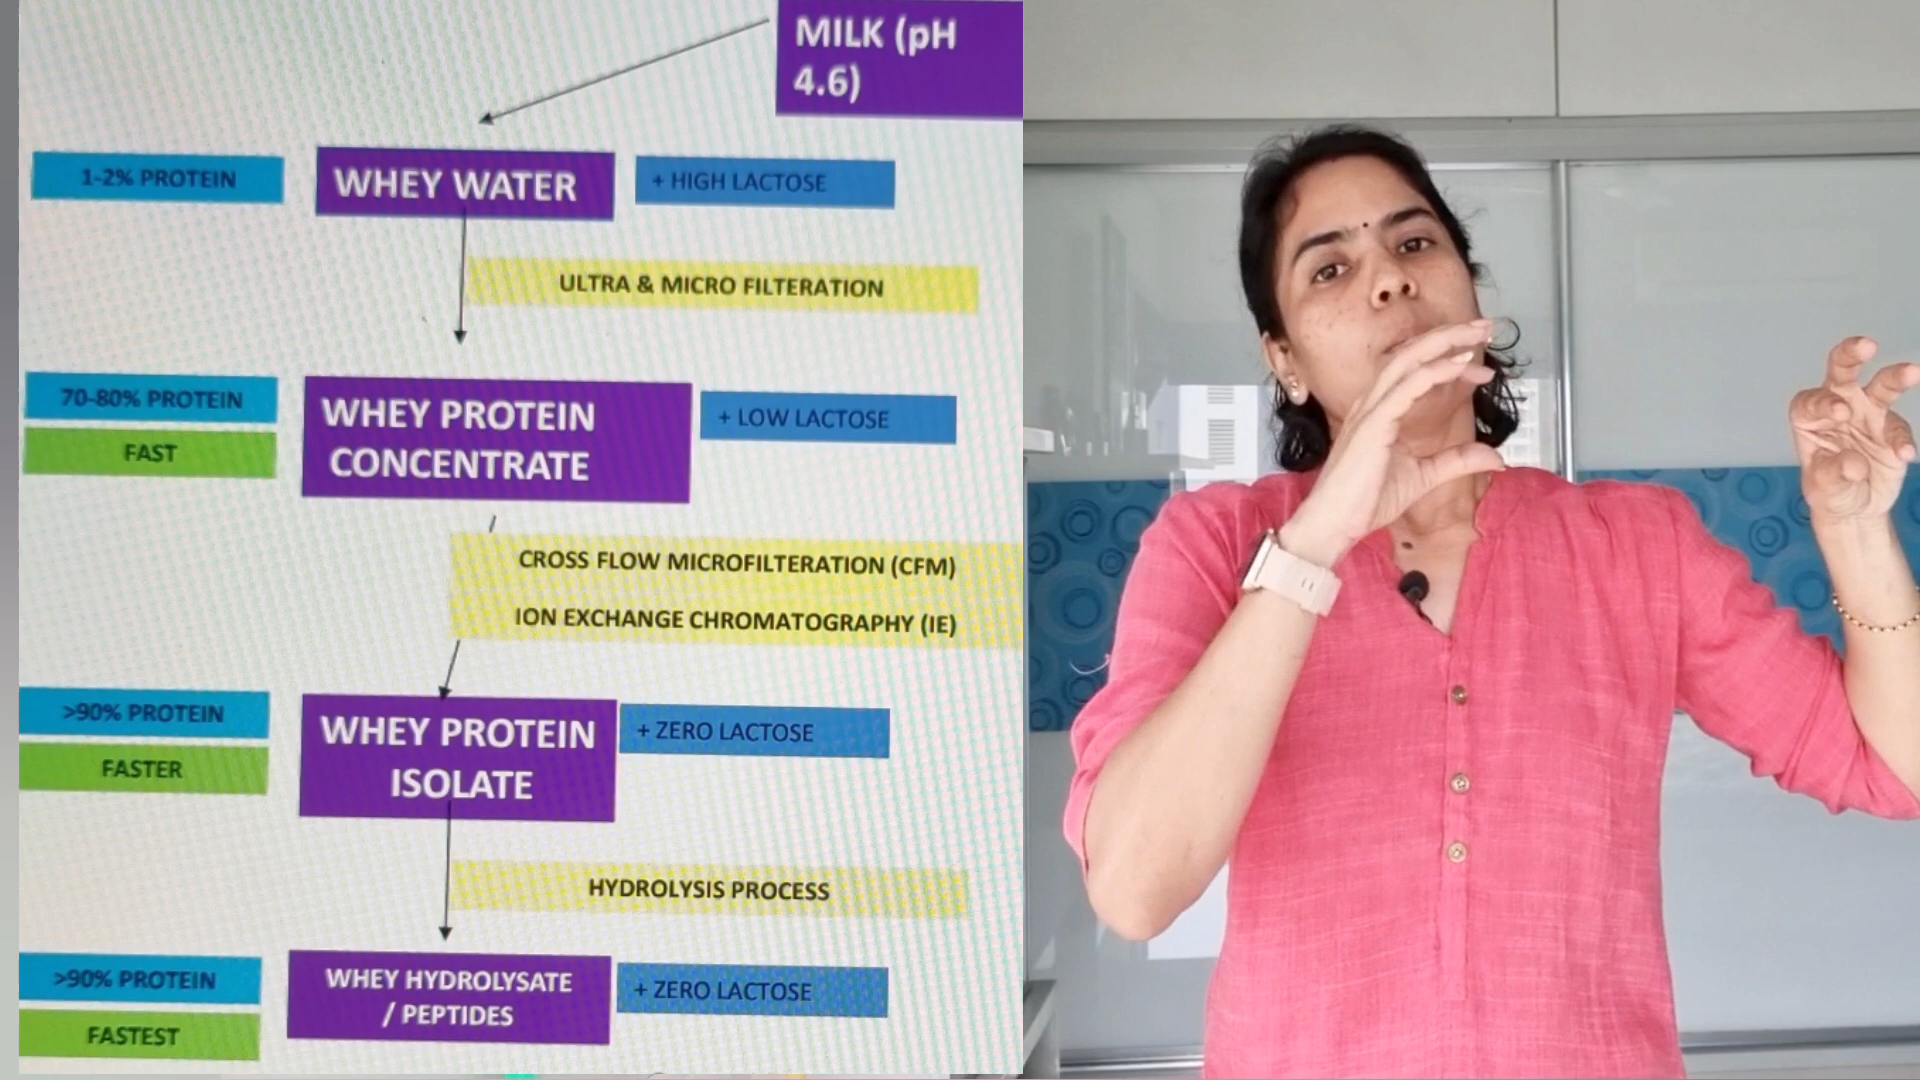 MILK (pH
4.6)
1-2% PROTEIN
WHEY WATER
+ HIGH LACTOSE
ULTRA & MICRO FILTERATION
70-80% PROTEIN
FAST
WHEY PROTEIN
CONCENTRATE
+ LOW LACTOSE
CROSS FLOW MICROFILTERATION (CFM)
ION EXCHANGE CHROMATOGRAPHY (IE)
>90% PROTEIN
FASTER
WHEY PROTEIN
ISOLATE
+ ZERO LACTOSE
HYDROLYSIS PROCESS
>90% PROTEIN
FASTEST
WHEY HYDROLYSATE
/ PEPTIDES
+ ZERO LACTOSE